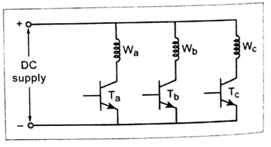 +
Wa Wb Wc
DC
supply
Ta Tb Tc
−